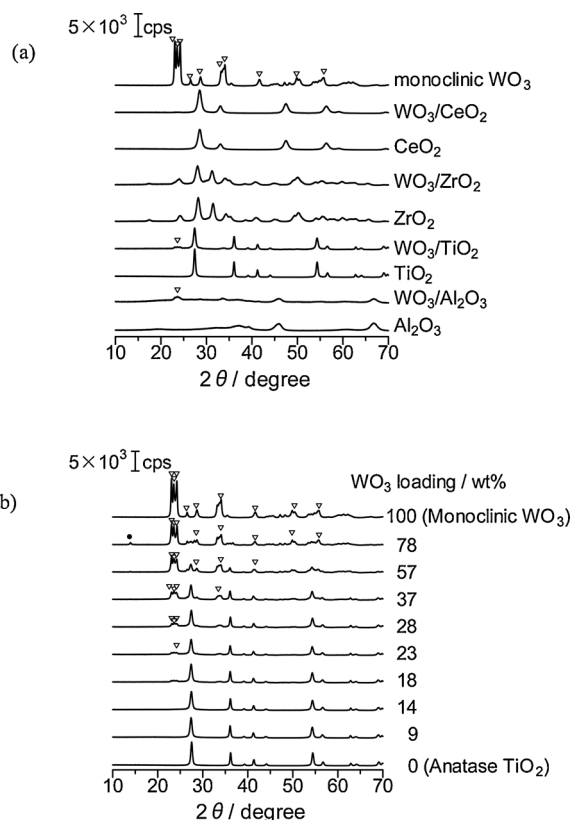 (a)
5×10³ cps
monoclinic WO₃
WO₃/CeO₂
CeO₂
WO₃/ZrO₂
ZrO₂
WO₃/TiO₂
TiO₂
WO₃/Al₂O₃
Al₂O₃
10 20 30 40 50 60 70
2 θ / degree
b)
5×10³ cps
WO₃ loading / wt%
100 (Monoclinic WO₃)
78
57
37
28
23
18
14
9
0 (Anatase TiO₂)
10 20 30 40 50 60 70
2 θ / degree